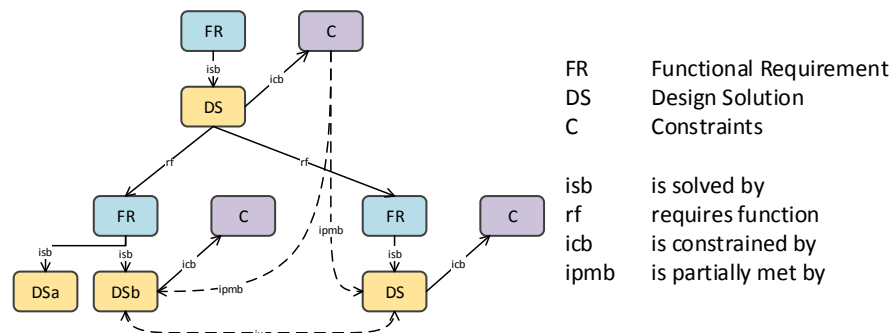 FR
C
isb
icb
DS
rf
rf
FR
C
FR
C
ipmb
isb
isb
icb
isb
icb
ipmb
DSa
DSb
DS
FR Functional Requirement
DS Design Solution
C Constraints
isb is solved by
rf requires function
icb is constrained by
ipmb is partially met by